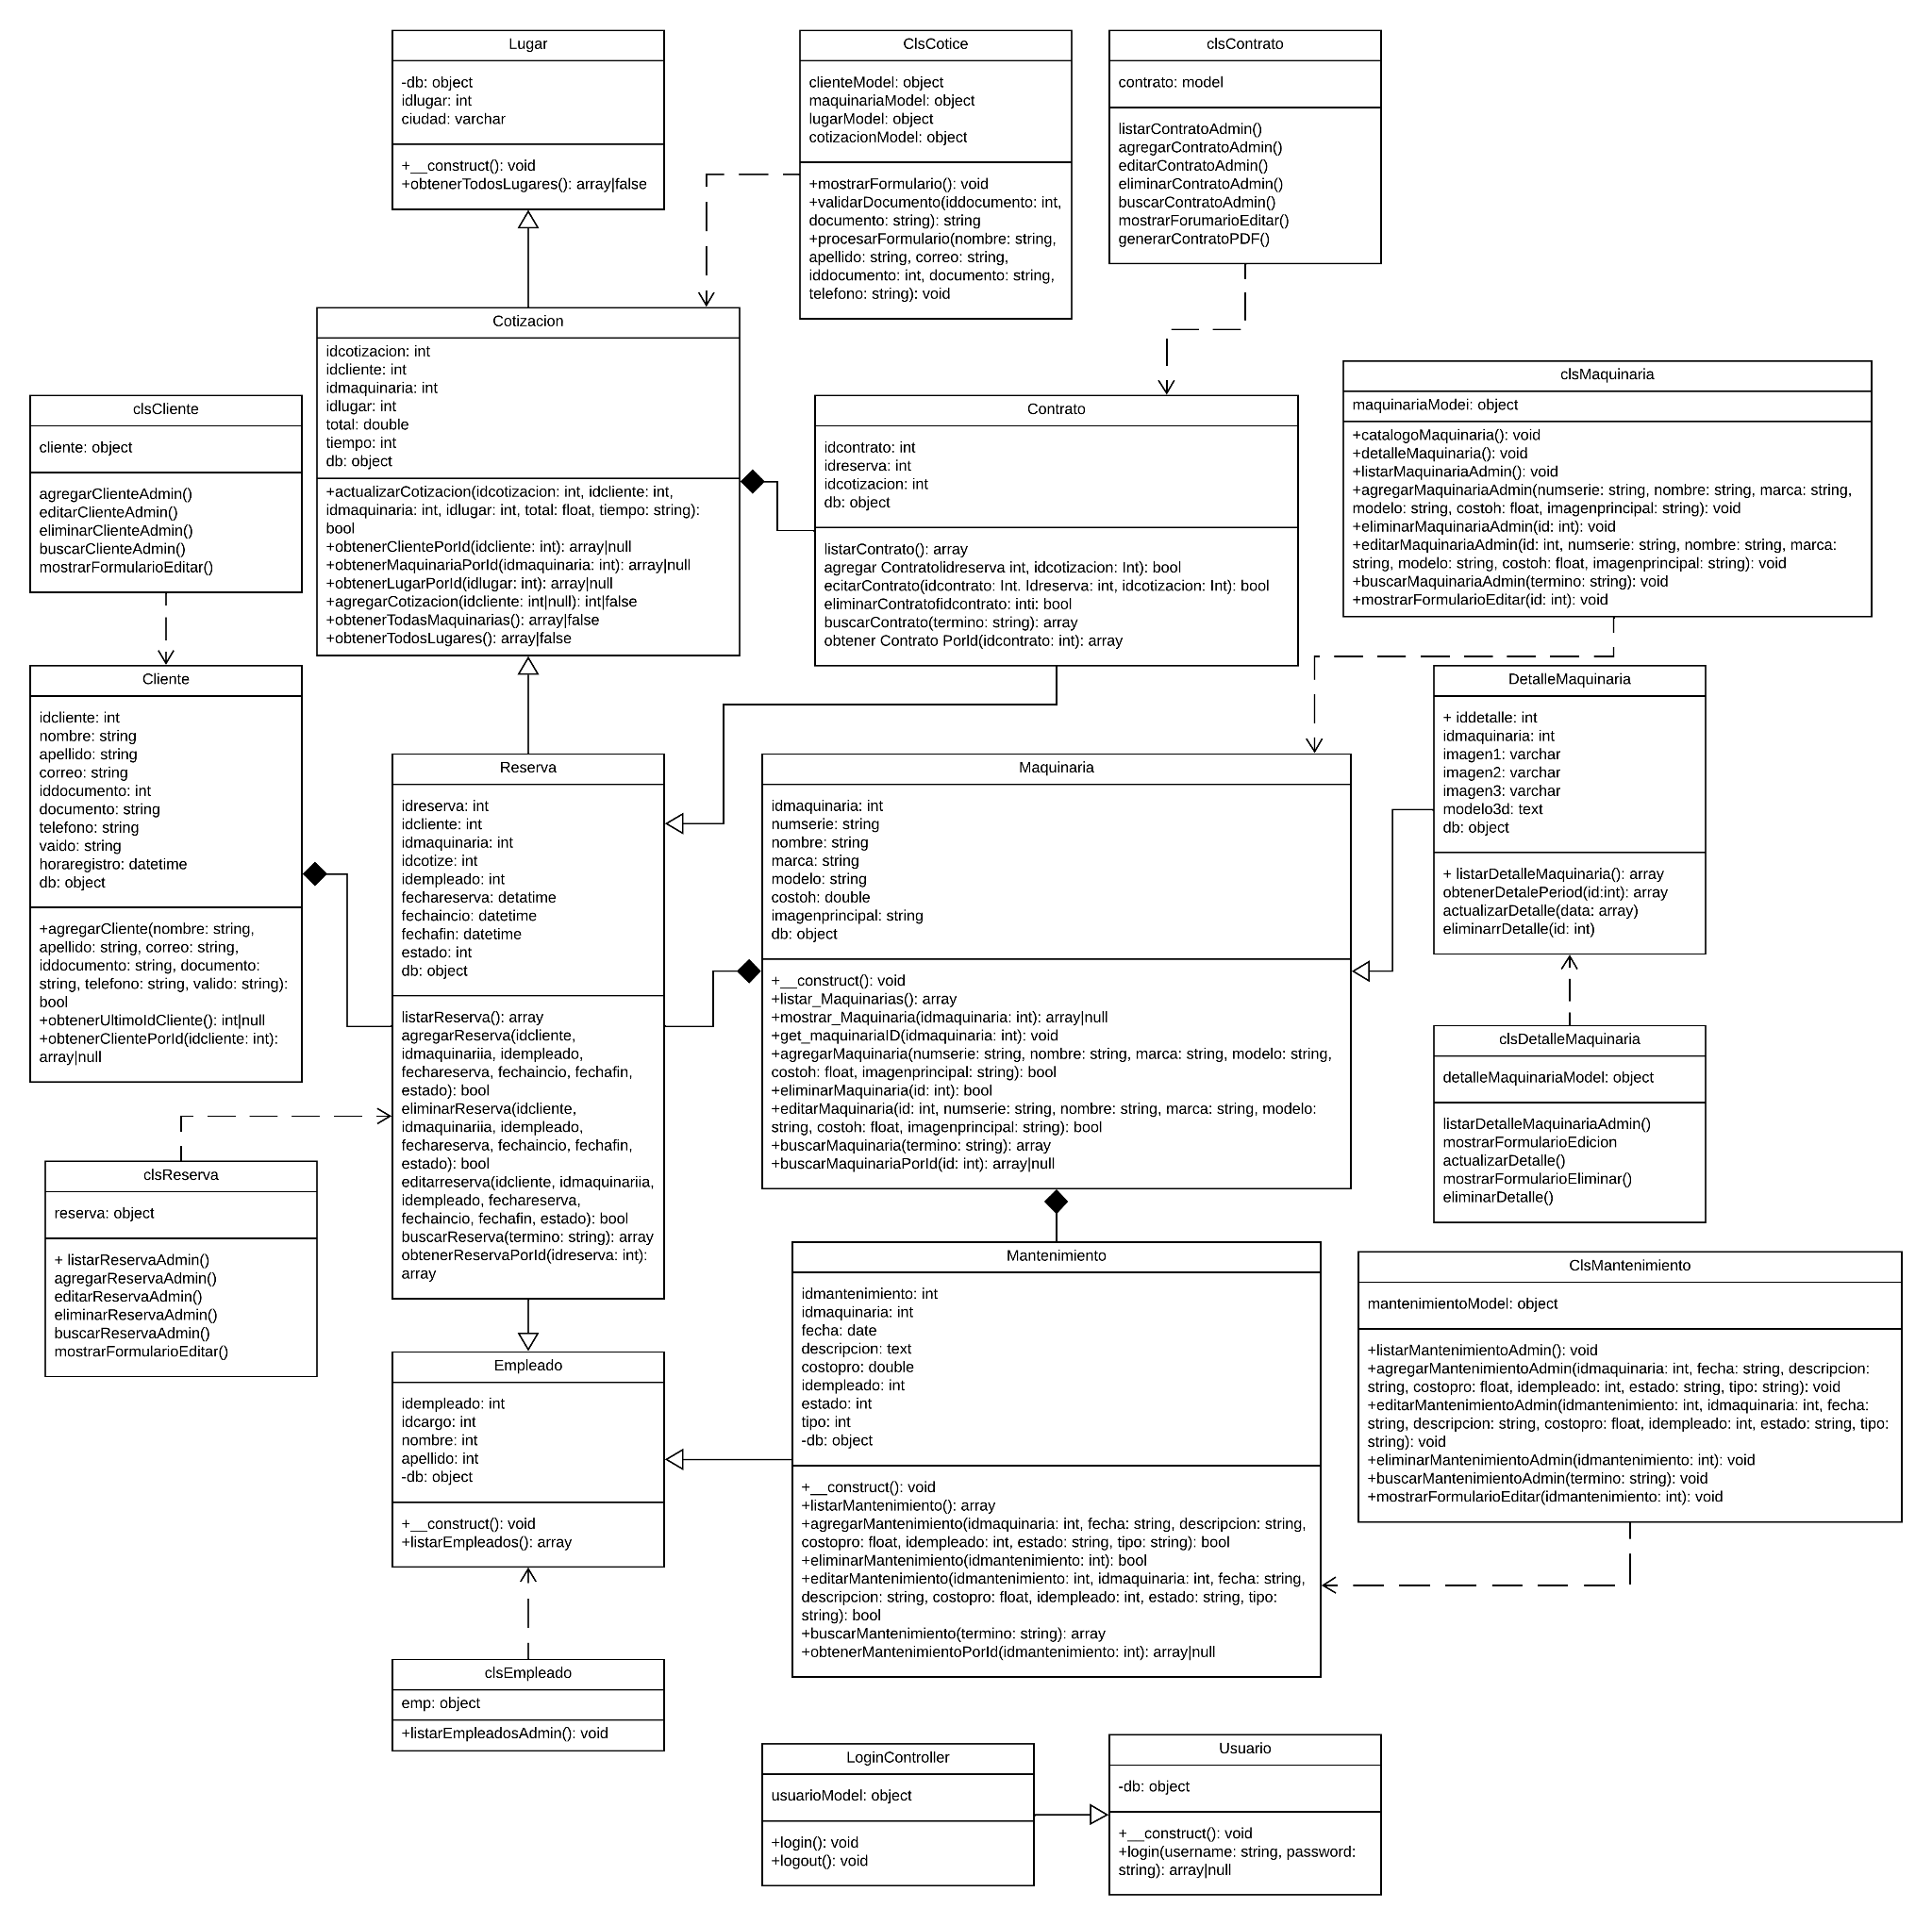 Lugar
-db: object
idlugar: int
ciudad: varchar
+__construct(): void
+obtenerTodosLugares(): array|false
ClsCotice
clienteModel: object
maquinariaModel: object
lugarModel: object
cotizacionModel: object
+mostrarFormulario(): void
+validarDocumento(iddocumento: int,
documento: string): string
+procesarFormulario(nombre: string,
apellido: string, correo: string,
iddocumento: int, documento: string,
telefono: string): void
clsContrato
contrato: model
listarContratoAdmin()
agregarContratoAdmin()
editarContratoAdmin()
eliminarContratoAdmin()
buscarContratoAdmin()
mostrarForumarioEditar()
generarContratoPDF()
Cotizacion
idcotizacion: int
idcliente: int
idmaquinaria: int
idlugar: int
total: double
tiempo: int
db: object
+actualizarCotizacion(idcotizacion: int, idcliente: int,
idmaquinaria: int, idlugar: int, total: float, tiempo: string):
bool
+obtenerClientePorId(idcliente: int): array|null
+obtenerMaquinariaPorId(idmaquinaria: int): array|null
+obtenerLugarPorId(idlugar: int): array|null
+agregarCotizacion(idcliente: int|null): int|false
+obtenerTodasMaquinarias(): array|false
+obtenerTodosLugares(): array|false
clsCliente
cliente: object
agregarClienteAdmin()
editarClienteAdmin()
eliminarClienteAdmin()
buscarClienteAdmin()
mostrarFormularioEditar()
Contrato
idcontrato: int
idreserva: int
idcotizacion: int
db: object
listarContrato(): array
agregar Contratolidreserva int, idcotizacion: Int): bool
ecitarContrato(idcontrato: Int. Idreserva: int, idcotizacion: Int): bool
eliminarContratofidcontrato: inti: bool
buscarContrato(termino: string): array
obtener Contrato PorId(idcontrato: int): array
clsMaquinaria
maquinariaModei: object
+catalogoMaquinaria(): void
+detalleMaquinaria(): void
+listarMaquinariaAdmin(): void
+agregarMaquinariaAdmin(numserie: string, nombre: string, marca: string,
modelo: string, costoh: float, imagenprincipal: string): void
+eliminarMaquinariaAdmin(id: int): void
+editarMaquinariaAdmin(id: int, numserie: string, nombre: string, marca:
string, modelo: string, costoh: float, imagenprincipal: string): void
+buscarMaquinariaAdmin(termino: string): void
+mostrarFormularioEditar(id: int): void
Cliente
idcliente: int
nombre: string
apellido: string
correo: string
iddocumento: int
documento: string
telefono: string
vaido: string
horaregistro: datetime
db: object
+agregarCliente(nombre: string,
apellido: string, correo: string,
iddocumento: string, documento:
string, telefono: string, valido: string):
bool
+obtenerUltimoIdCliente(): int|null
+obtenerClientePorId(idcliente: int):
array|null
Reserva
idreserva: int
idcliente: int
idmaquinaria: int
idcotize: int
idempleado: int
fechareserva: detatime
fechaincio: datetime
fechafin: datetime
estado: int
db: object
listarReserva(): array
agregarReserva(idcliente,
idmaquinariia, idempleado,
fechareserva, fechaincio, fechafin,
estado): bool
eliminarReserva(idcliente,
idmaquinariia, idempleado,
fechareserva, fechaincio, fechafin,
estado): bool
editarreserva(idcliente, idmaquinariia,
idempleado, fechareserva,
fechaincio, fechafin, estado): bool
buscarReserva(termino: string): array
obtenerReservaPorId(idreserva: int):
array
Maquinaria
idmaquinaria: int
numserie: string
nombre: string
marca: string
modelo: string
costoh: double
imagenprincipal: string
db: object
+__construct(): void
+listar_Maquinarias(): array
+mostrar_Maquinaria(idmaquinaria: int): array|null
+get_maquinariaID(idmaquinaria: int): void
+agregarMaquinaria(numserie: string, nombre: string, marca: string, modelo: string,
costoh: float, imagenprincipal: string): bool
+eliminarMaquinaria(id: int): bool
+editarMaquinaria(id: int, numserie: string, nombre: string, marca: string, modelo:
string, costoh: float, imagenprincipal: string): bool
+buscarMaquinaria(termino: string): array
+buscarMaquinariaPorId(id: int): array|null
DetalleMaquinaria
+ iddetalle: int
idmaquinaria: int
imagen1: varchar
imagen2: varchar
imagen3: varchar
modelo3d: text
db: object
+ listarDetalleMaquinaria(): array
obtenerDetalePeriod(id:int): array
actualizarDetalle(data: array)
eliminarrDetalle(id: int)
clsDetalleMaquinaria
detalleMaquinariaModel: object
listarDetalleMaquinariaAdmin()
mostrarFormularioEdicion
actualizarDetalle()
mostrarFormularioEliminar()
eliminarDetalle()
clsReserva
reserva: object
+ listarReservaAdmin()
agregarReservaAdmin()
editarReservaAdmin()
eliminarReservaAdmin()
buscarReservaAdmin()
mostrarFormularioEditar()
Mantenimiento
idmantenimiento: int
idmaquinaria: int
fecha: date
descripcion: text
costopro: double
idempleado: int
estado: int
tipo: int
-db: object
+__construct(): void
+listarMantenimiento(): array
+agregarMantenimiento(idmaquinaria: int, fecha: string, descripcion: string,
costopro: float, idempleado: int, estado: string, tipo: string): bool
+eliminarMantenimiento(idmantenimiento: int): bool
+editarMantenimiento(idmantenimiento: int, idmaquinaria: int, fecha: string,
descripcion: string, costopro: float, idempleado: int, estado: string, tipo:
string): bool
+buscarMantenimiento(termino: string): array
+obtenerMantenimientoPorId(idmantenimiento: int): array|null
ClsMantenimiento
mantenimientoModel: object
+listarMantenimientoAdmin(): void
+agregarMantenimientoAdmin(idmaquinaria: int, fecha: string, descripcion:
string, costopro: float, idempleado: int, estado: string, tipo: string): void
+editarMantenimientoAdmin(idmantenimiento: int, idmaquinaria: int, fecha:
string, descripcion: string, costopro: float, idempleado: int, estado: string, tipo:
string): void
+eliminarMantenimientoAdmin(idmantenimiento: int): void
+buscarMantenimientoAdmin(termino: string): void
+mostrarFormularioEditar(idmantenimiento: int): void
Empleado
idempleado: int
idcargo: int
nombre: int
apellido: int
-db: object
+__construct(): void
+listarEmpleados(): array
clsEmpleado
emp: object
+listarEmpleadosAdmin(): void
LoginController
usuarioModel: object
+login(): void
+logout(): void
Usuario
-db: object
+__construct(): void
+login(username: string, password:
string): array|null